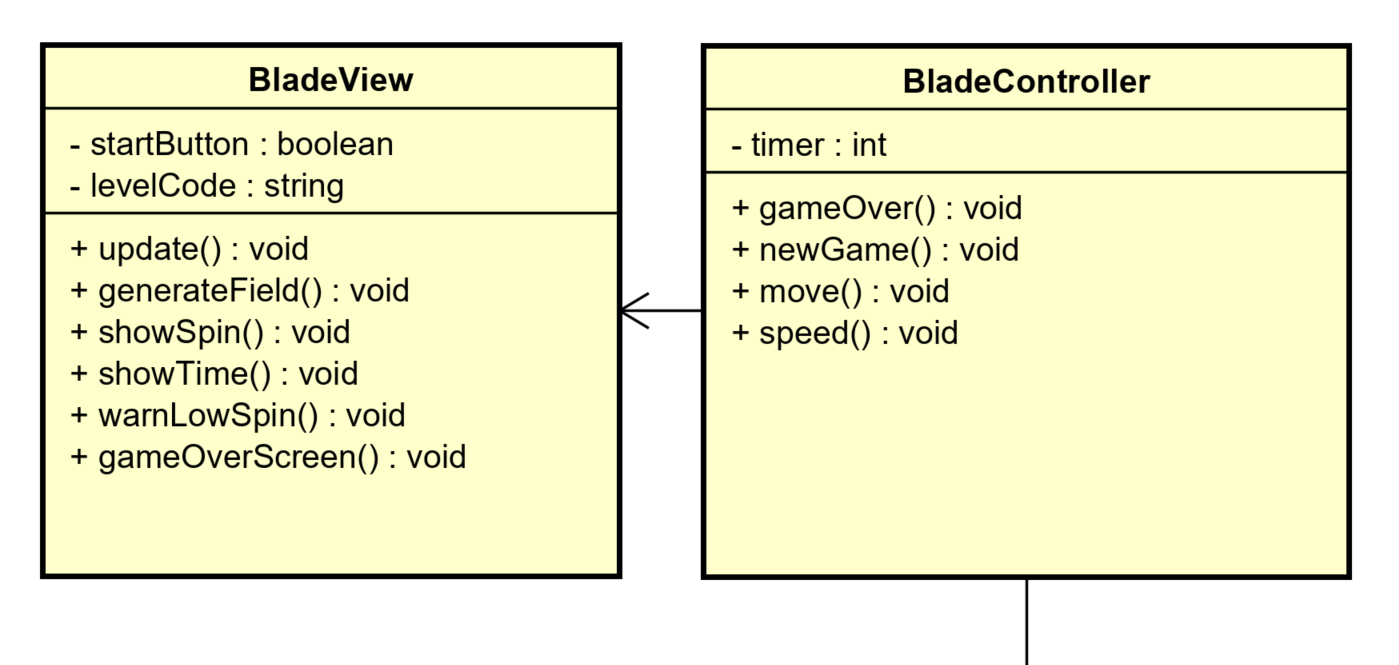 BladeView
- startButton : boolean
- levelCode : string
+ update() : void
+ generateField() : void
+ showSpin() : void
+ showTime() : void
+ warnLowSpin() : void
+ gameOverScreen() : void
BladeController
- timer : int
+ gameOver() : void
+ newGame() : void
+ move() : void
+ speed() : void